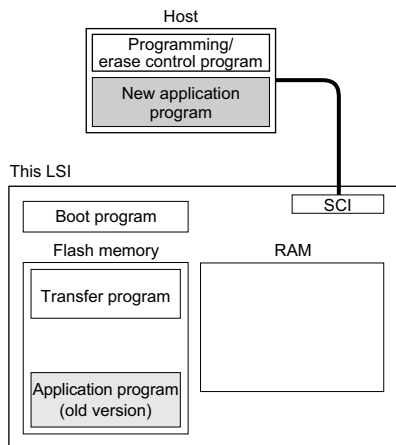 Host
Programming/
erase control program
New application
program
This LSI
SCI
Boot program
Flash memory
RAM
Transfer program
Application program
(old version)